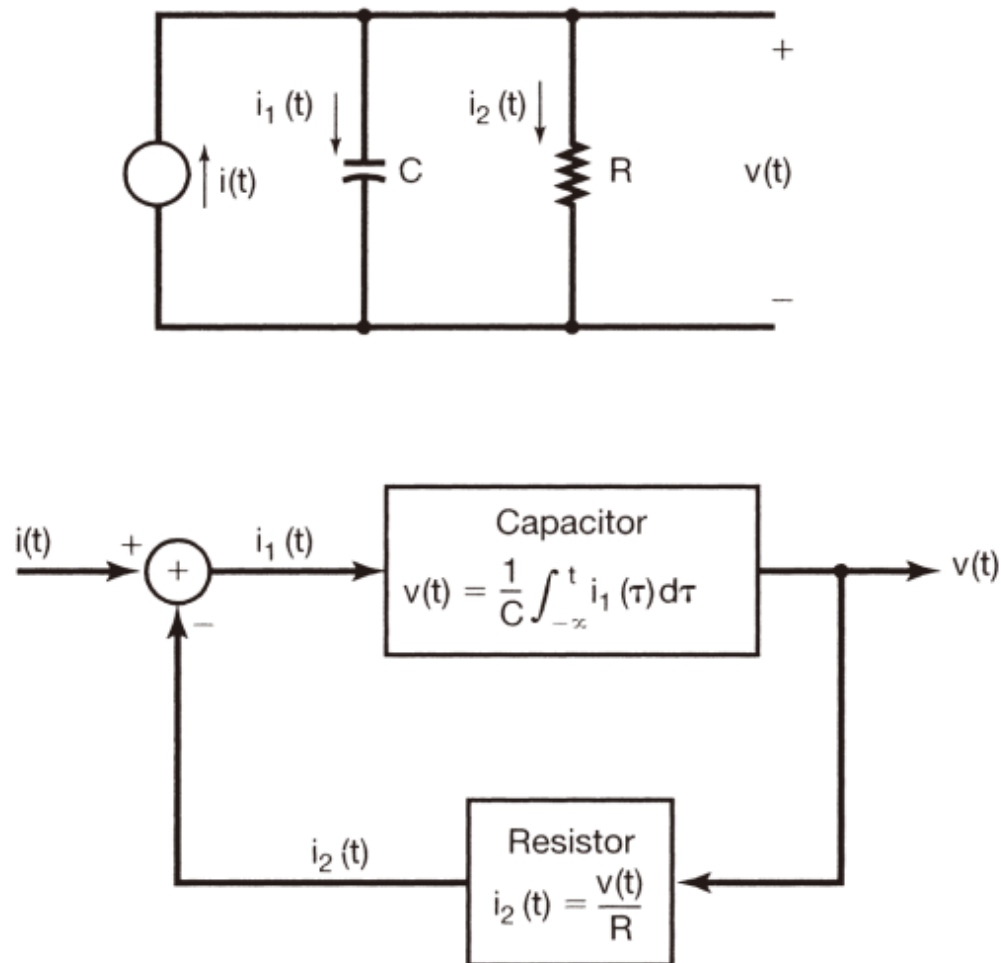 +
i₁ (t)
i₂ (t)
i(t)
C
R
v(t)
−
Capacitor
i(t)
+
+
i₁ (t)
v(t) = 1/C ∫₋∞ᵗ i₁ (τ) dτ
v(t)
−
Resistor
i₂ (t)
i₂ (t) = v(t)/R